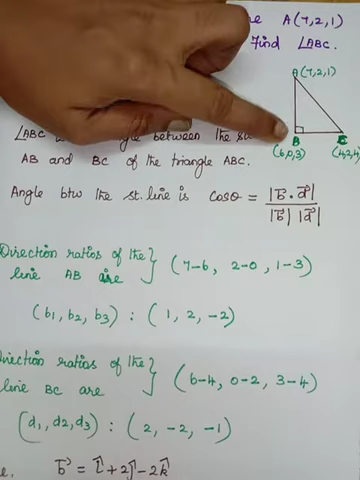 A(7,2,1)
Find ∠ABC.
A(7,2,1)
B
C
(6,0,3)
(4,2,4)
∠ABC between the
AB and BC of the triangle ABC.
Angle btw the st. line is cosθ = |b⃗ · d⃗| / |b⃗| |d⃗|
Direction ratios of the line AB are } (7-6, 2-0, 1-3)
(b1, b2, b3) : (1, 2, -2)
Direction ratios of the line BC are } (6-4, 0-2, 3-4)
(d1, d2, d3) : (2, -2, -1)
b⃗ = î + 2ĵ - 2k̂